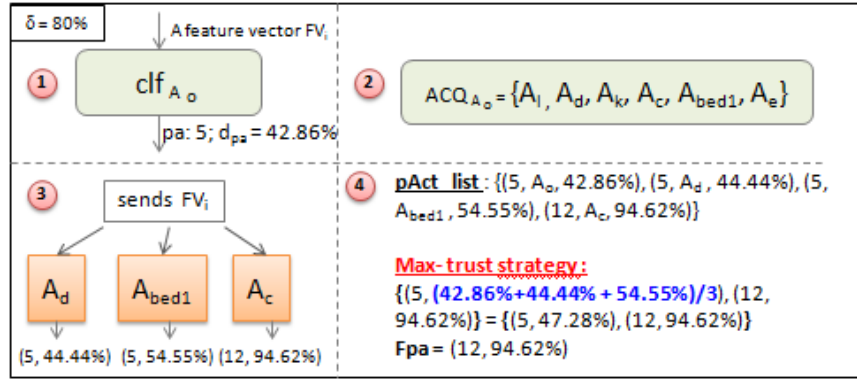 δ = 80%
A feature vector FVi
1
clf A o
pa: 5; dpa = 42.86%
2
ACQ A o = {Al , Ad, Ak, Ac, Abed1, Ae}
3
sends FVi
Ad
Abed1
Ac
(5, 44.44%) (5, 54.55%) (12, 94.62%)
4
pAct_list : {(5, Ao, 42.86%), (5, Ad , 44.44%), (5,
Abed1 , 54.55%), (12, Ac, 94.62%)}
Max- trust strategy :
{(5, (42.86%+44.44% + 54.55%)/3), (12,
94.62%)} = {(5, 47.28%), (12, 94.62%)}
Fpa = (12, 94.62%)